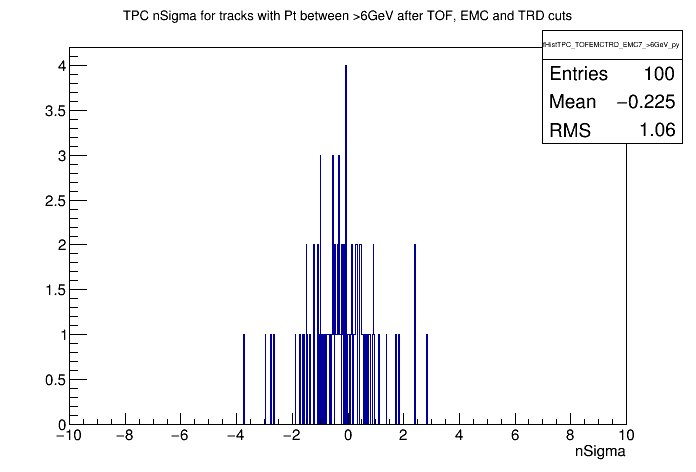 TPC nSigma for tracks with Pt between >6GeV after TOF, EMC and TRD cuts
fHistTPC_TOFEMCTRD_EMC7_>6GeV_py
Entries 100
Mean −0.225
RMS 1.06
4
3.5
3
2.5
2
1.5
1
0.5
0
−10 −8 −6 −4 −2 0 2 4 6 8 10
nSigma